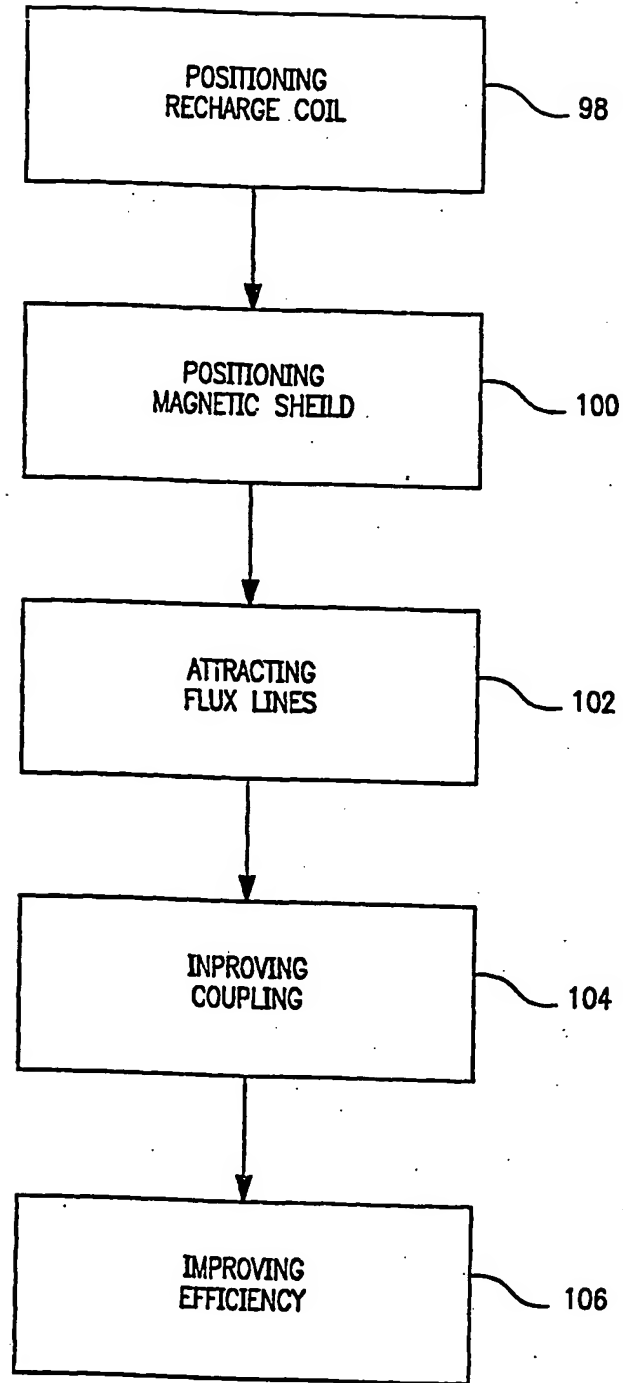 POSITIONING
RECHARGE COIL
98
POSITIONING
MAGNETIC SHEILD
100
ATTRACTING
FLUX LINES
102
INPROVING
COUPLING
104
IMPROVING
EFFICIENCY
106